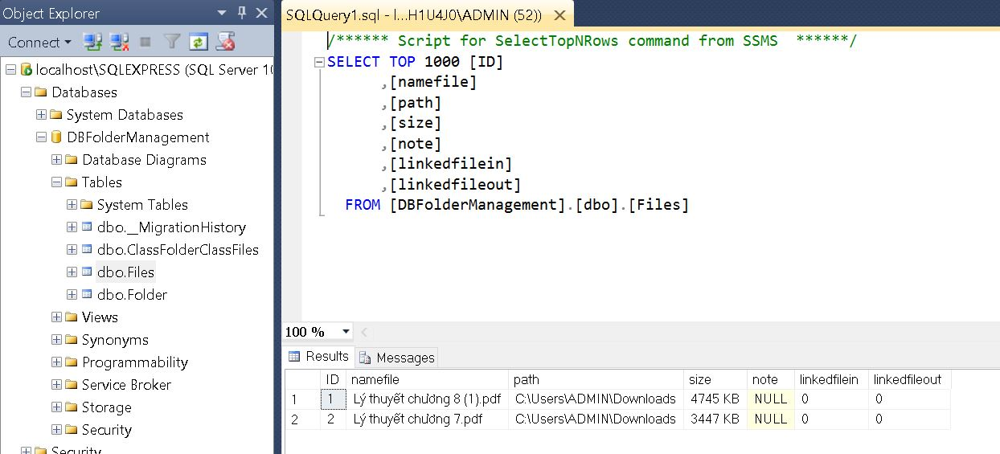 Object Explorer
Connect
localhost\SQLEXPRESS (SQL Server 10
Databases
System Databases
DBFolderManagement
Database Diagrams
Tables
System Tables
dbo.__MigrationHistory
dbo.ClassFolderClassFiles
dbo.Files
dbo.Folder
Views
Synonyms
Programmability
Service Broker
Storage
Security
Security
SQLQuery1.sql - l...H1U4J0\ADMIN (52))
/****** Script for SelectTopNRows command from SSMS  ******/
SELECT TOP 1000 [ID]
,[namefile]
,[path]
,[size]
,[note]
,[linkedfilein]
,[linkedfileout]
FROM [DBFolderManagement].[dbo].[Files]
100 %
Results Messages
ID namefile path size note linkedfilein linkedfileout
1 1 Lý thuyết chương 8 (1).pdf C:\Users\ADMIN\Downloads 4745 KB NULL 0 0
2 2 Lý thuyết chương 7.pdf C:\Users\ADMIN\Downloads 3447 KB NULL 0 0